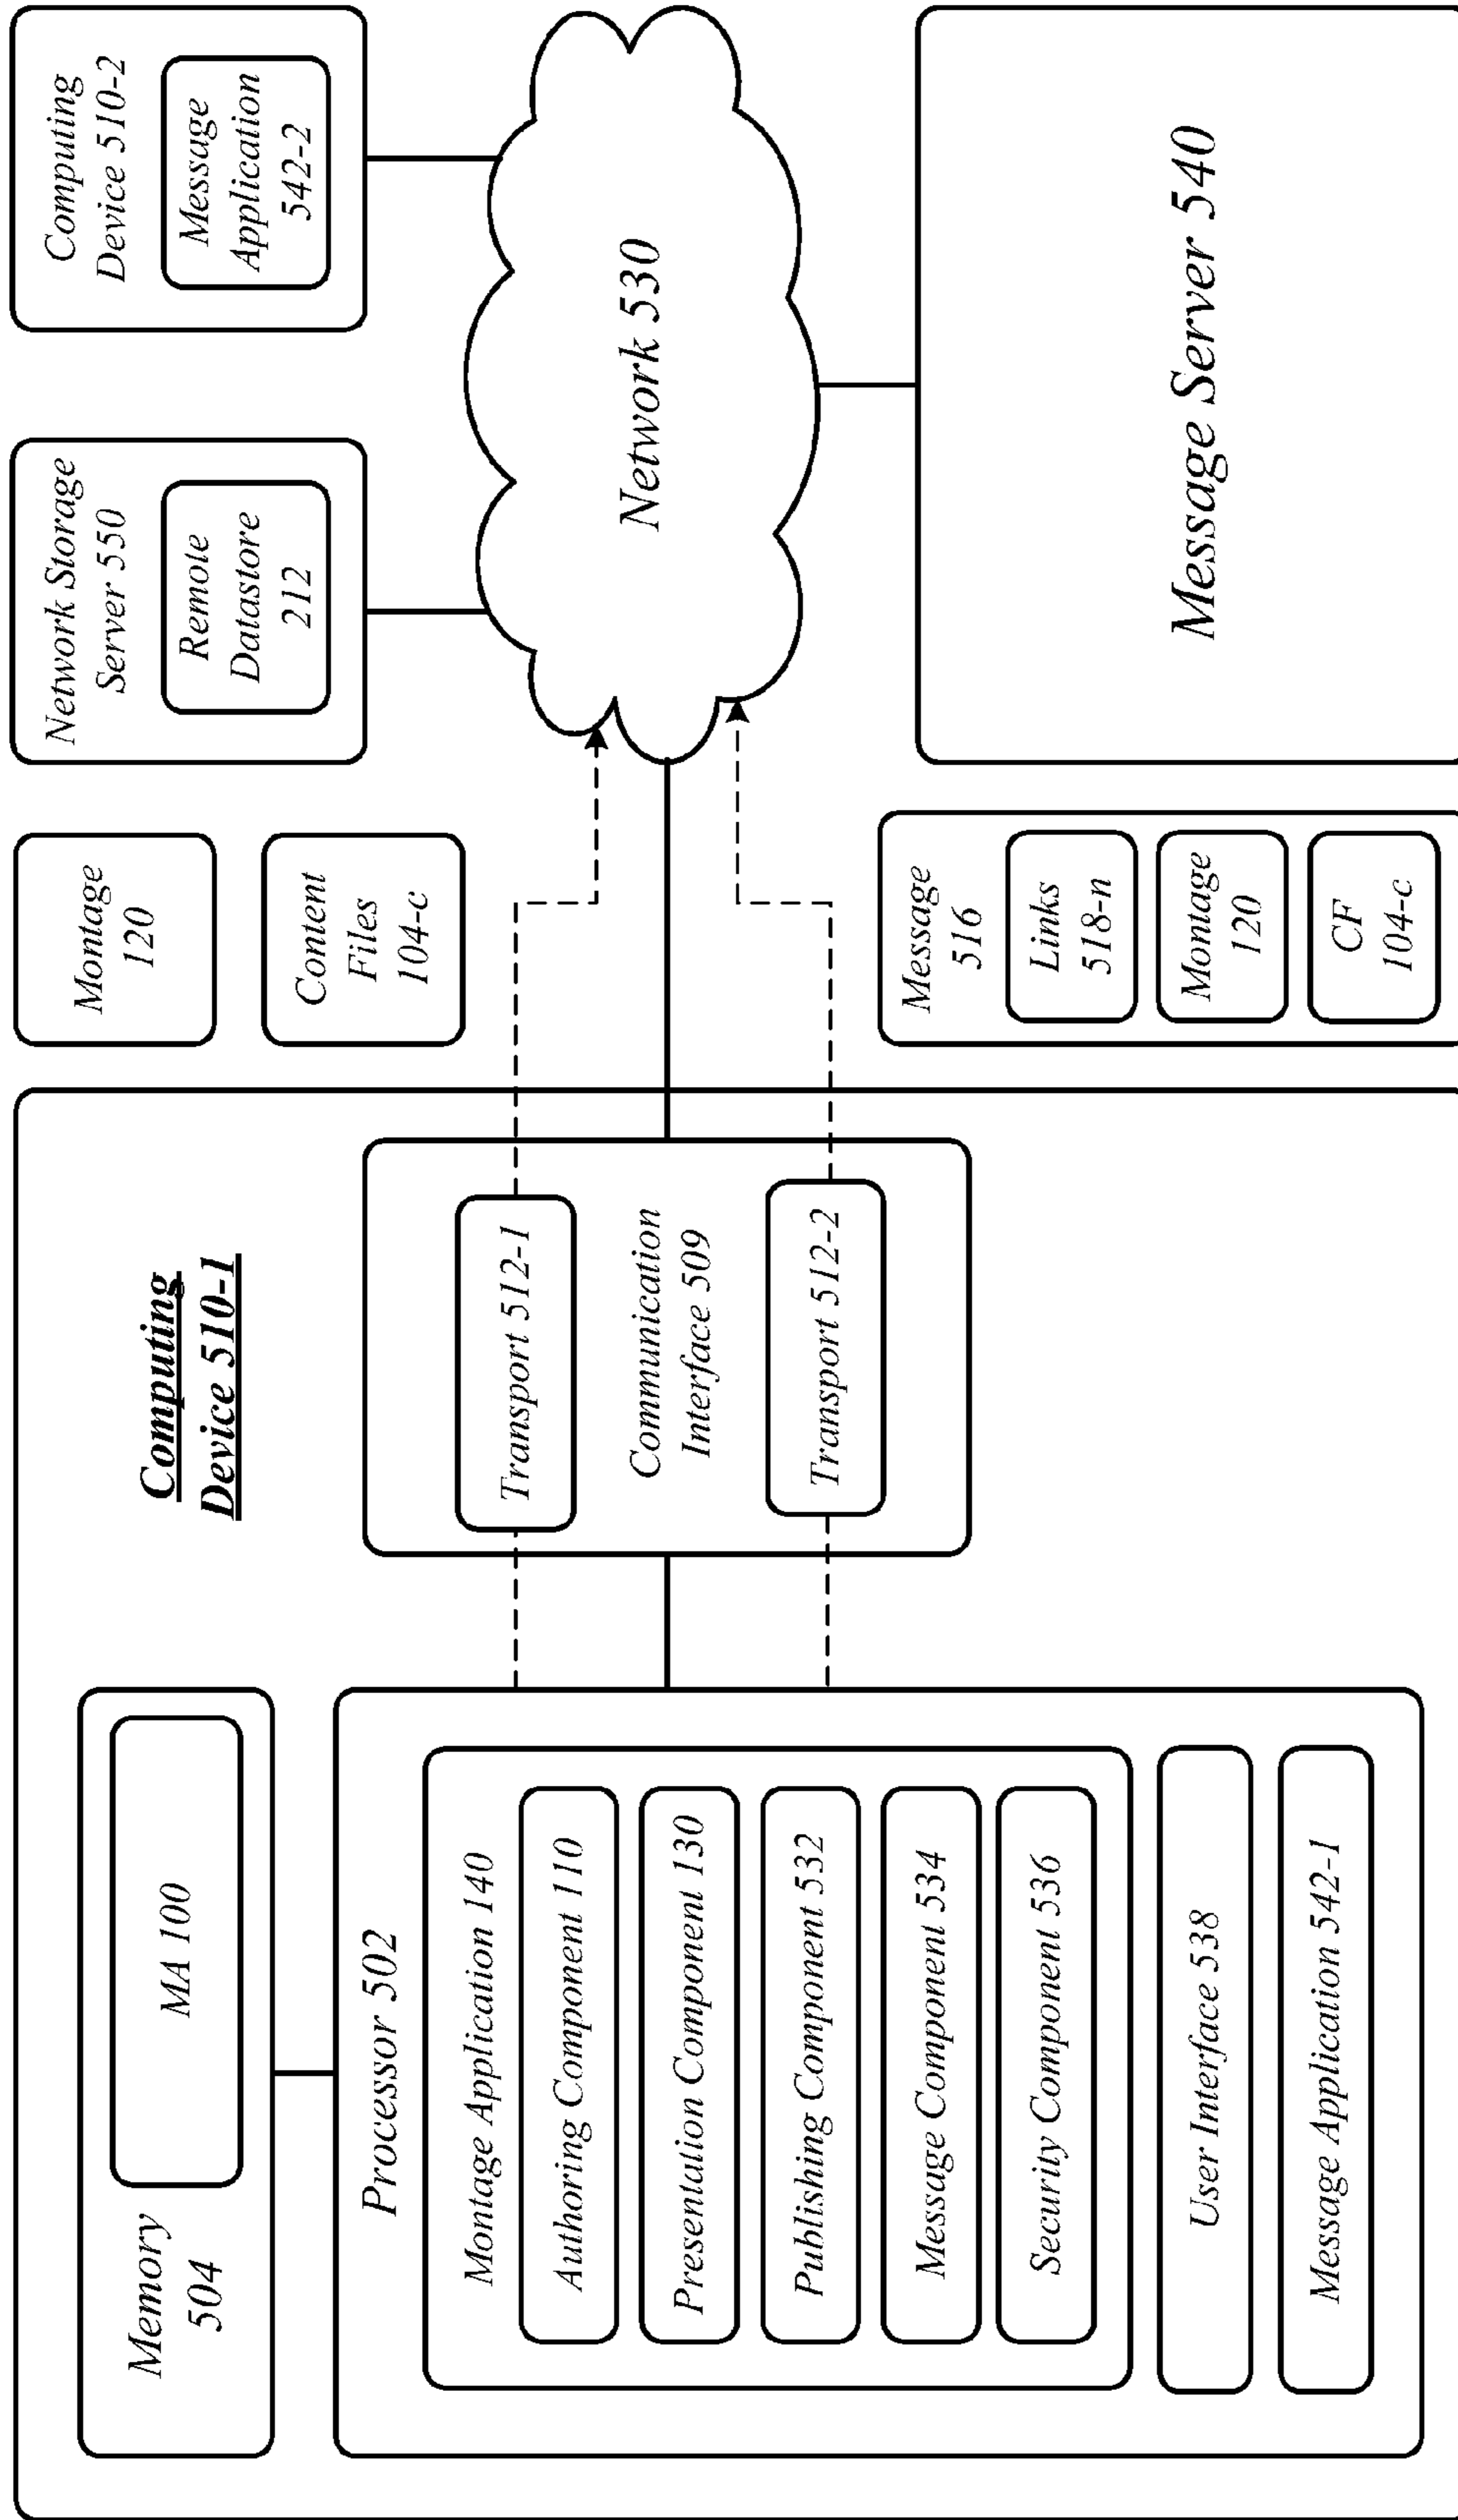 Computing
Device 510-1
Memory
504
MA 100
Processor 502
Montage Application 140
Authoring Component 110
Presentation Component 130
Publishing Component 532
Message Component 534
Security Component 536
User Interface 538
Message Application 542-1
Transport 512-1
Communication
Interface 509
Transport 512-2
Montage
120
Content
Files
104-c
Message
516
Links
518-n
Montage
120
CF
104-c
Network Storage
Server 550
Remote
Datastore
212
Computing
Device 510-2
Message
Application
542-2
Network 530
Message Server 540